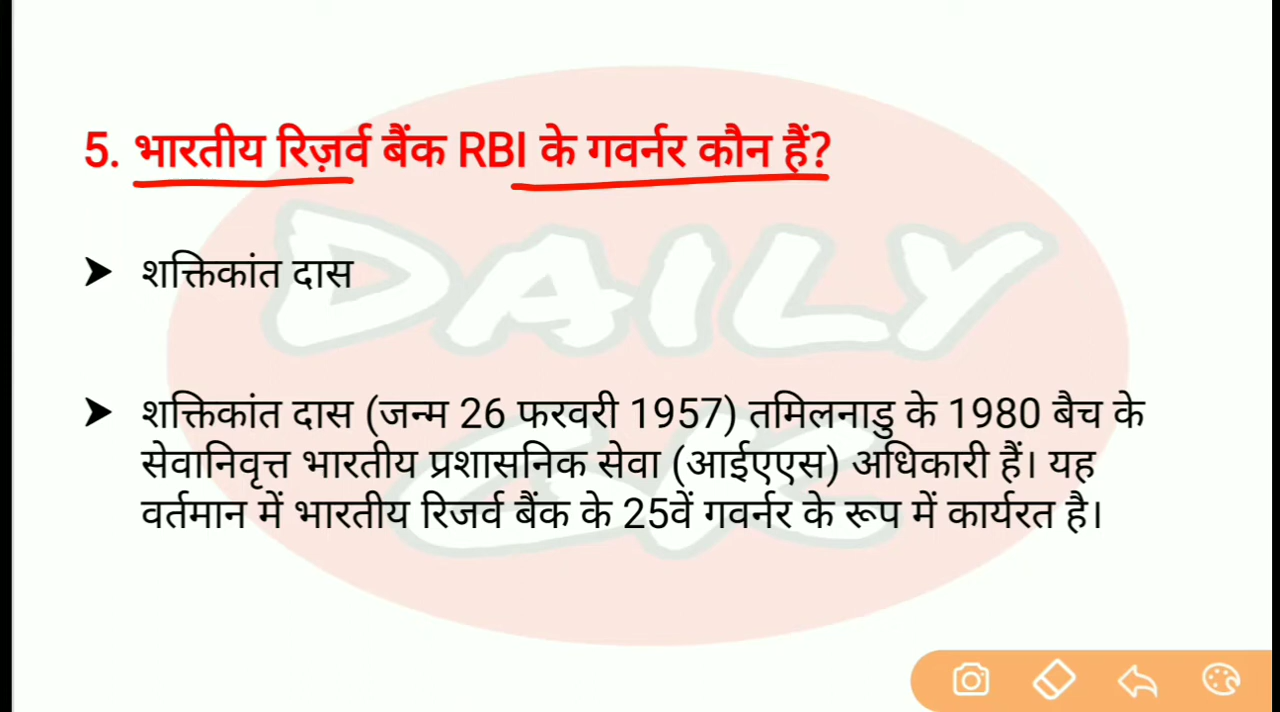 5. भारतीय रिज़र्व बैंक RBI के गवर्नर कौन हैं?
DAILY
GK
➤ शक्तिकांत दास
➤ शक्तिकांत दास (जन्म 26 फरवरी 1957) तमिलनाडु के 1980 बैच के
सेवानिवृत्त भारतीय प्रशासनिक सेवा (आईएएस) अधिकारी हैं। यह
वर्तमान में भारतीय रिजर्व बैंक के 25वें गवर्नर के रूप में कार्यरत है।